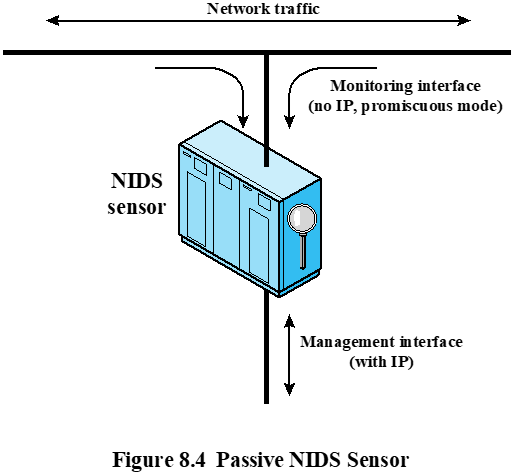 Network traffic
Monitoring interface
(no IP, promiscuous mode)
NIDS
sensor
Management interface
(with IP)
Figure 8.4 Passive NIDS Sensor